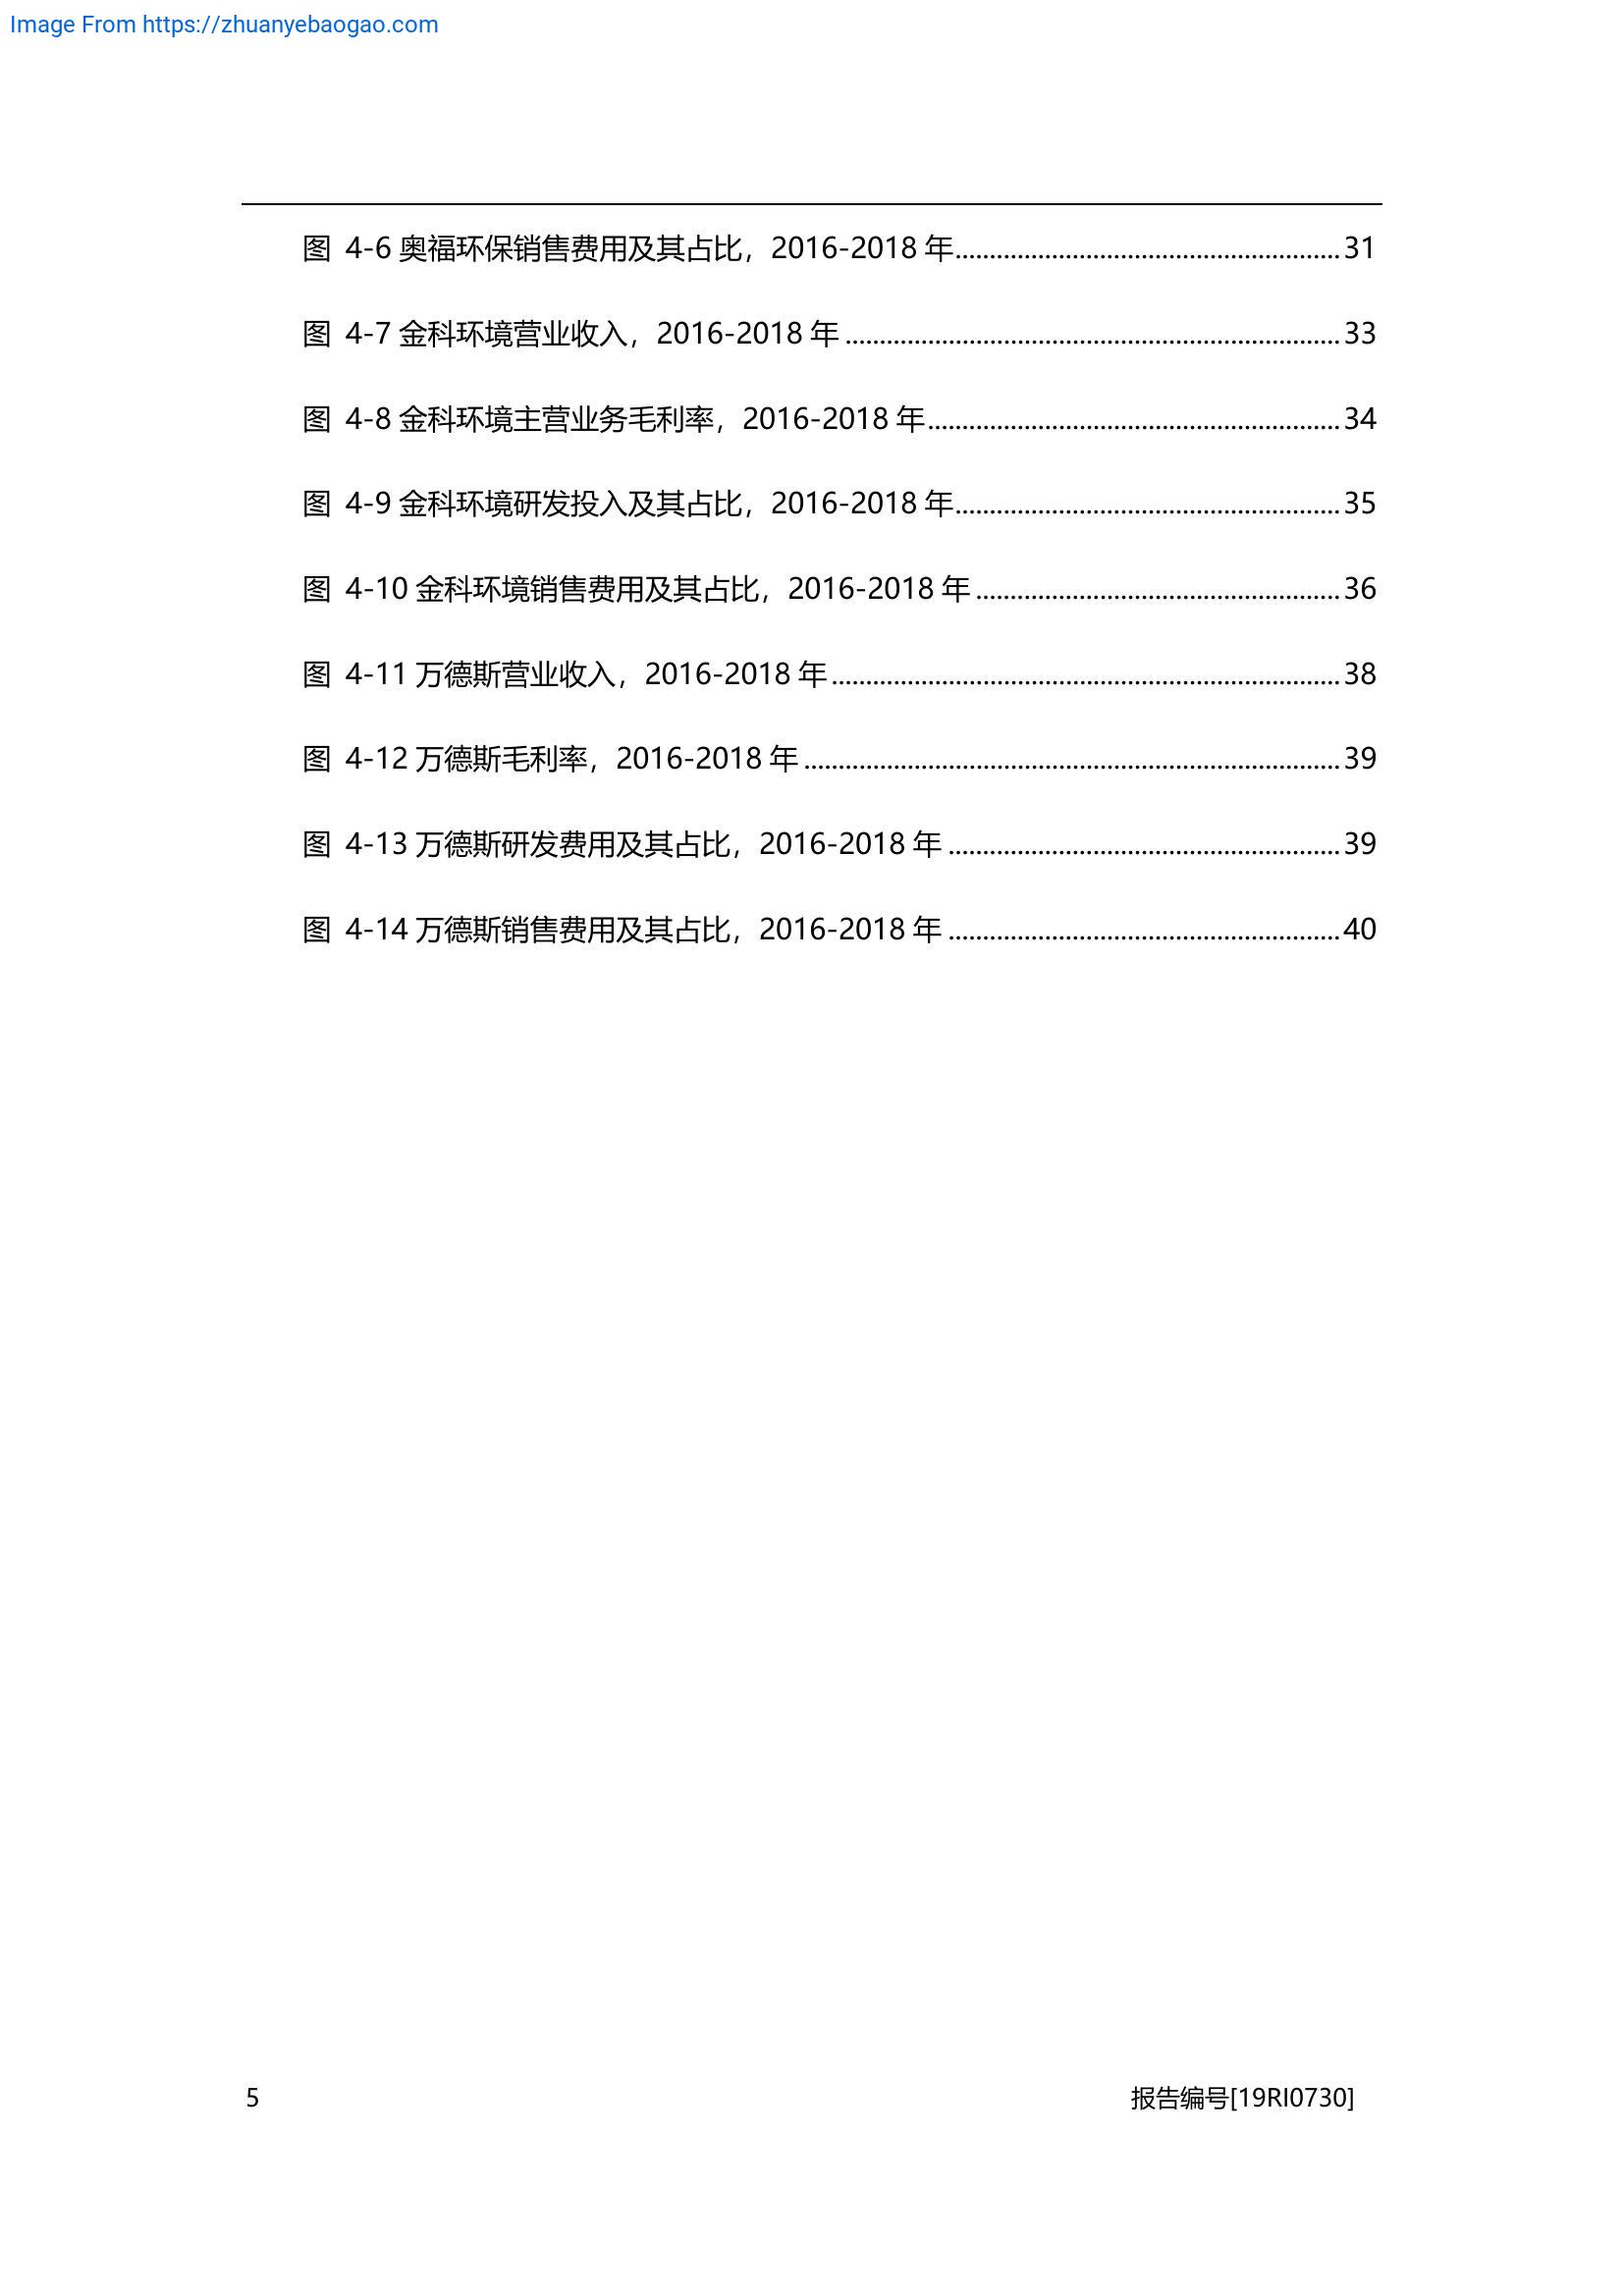 Image From https://zhuanyebaogao.com
图 4-6 奥福环保销售费用及其占比，2016-2018 年........................................................31
图 4-7 金科环境营业收入，2016-2018 年........................................................................33
图 4-8 金科环境主营业务毛利率，2016-2018 年............................................................34
图 4-9 金科环境研发投入及其占比，2016-2018 年........................................................35
图 4-10 金科环境销售费用及其占比，2016-2018 年.....................................................36
图 4-11 万德斯营业收入，2016-2018 年..........................................................................38
图 4-12 万德斯毛利率，2016-2018 年..............................................................................39
图 4-13 万德斯研发费用及其占比，2016-2018 年.........................................................39
图 4-14 万德斯销售费用及其占比，2016-2018 年.........................................................40
5 报告编号[19RI0730]